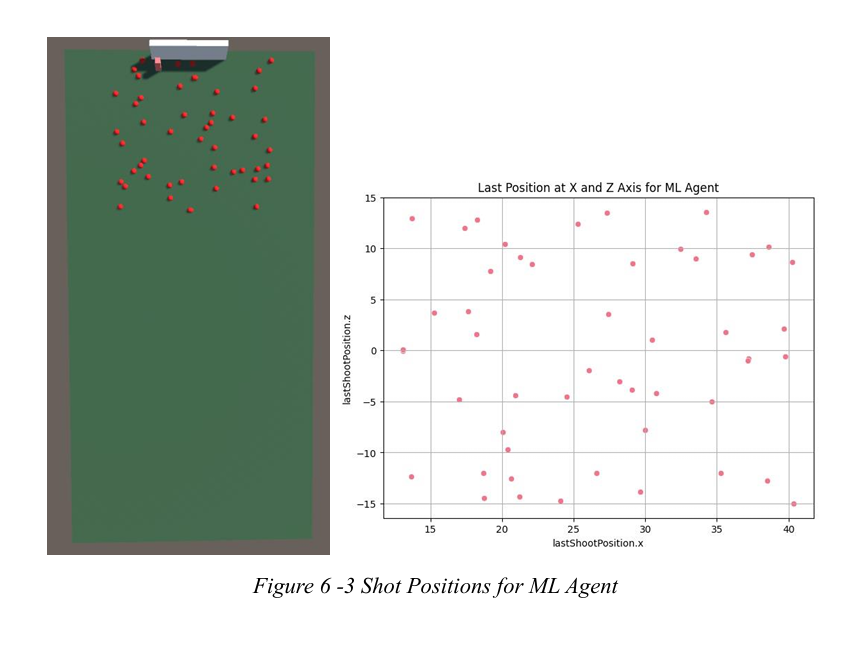 Last Position at X and Z Axis for ML Agent
15
10
5
0
−5
−10
−15
lastShootPosition.z
15 20 25 30 35 40
lastShootPosition.x
Figure 6 -3 Shot Positions for ML Agent